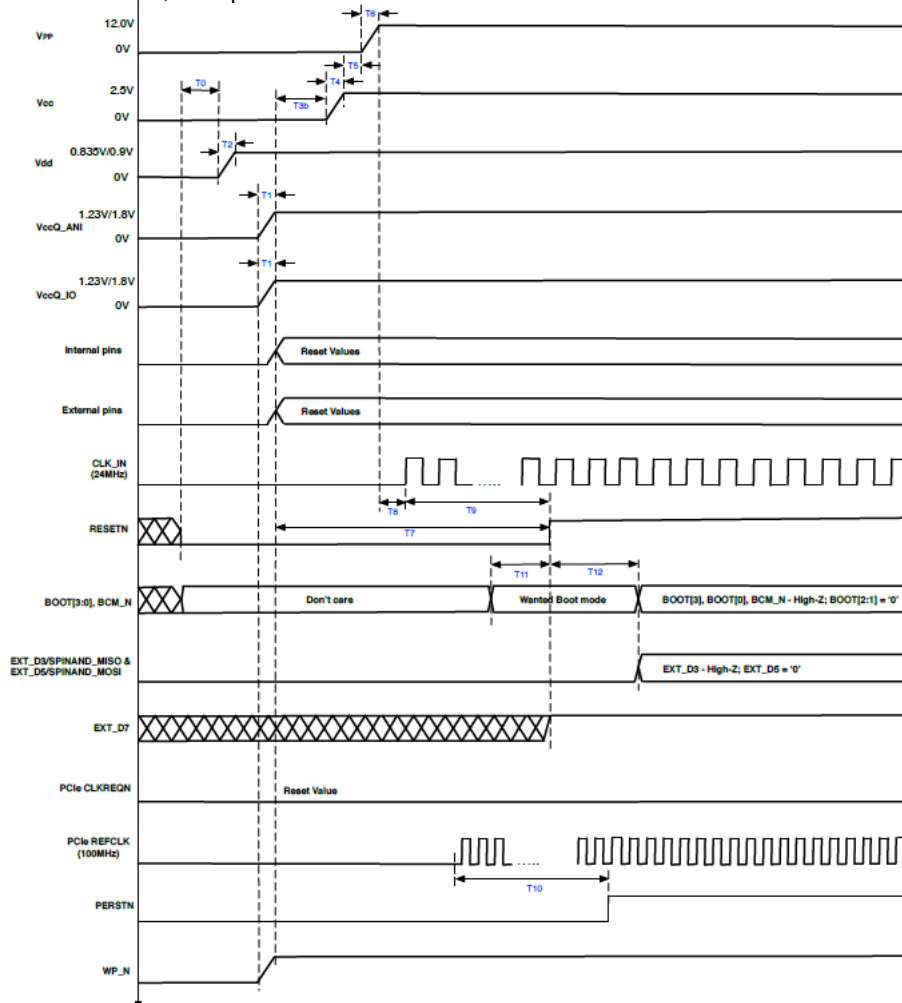 T6
12.0V
VPP
0V
T5
T4
T0
2.5V
T3b
Vcc
0V
T2
0.835V/0.9V
Vdd
0V
T1
1.23V/1.8V
VccQ_ANI
0V
T1
1.23V/1.8V
VccQ_IO
0V
Internal pins
Reset Values
External pins
Reset Values
CLK_IN
(24MHz)
T8
T9
RESETN
T7
T11
T12
BOOT[3:0], BCM_N
Don't care
Wanted Boot mode
BOOT[3], BOOT[0], BCM_N - High-Z; BOOT[2:1] = '0'
EXT_D3/SPINAND_MISO &
EXT_D5/SPINAND_MOSI
EXT_D3 - High-Z; EXT_D5 = '0'
EXT_D7
PCIe CLKREQN
Reset Value
PCIe REFCLK
(100MHz)
T10
PERSTN
WP_N